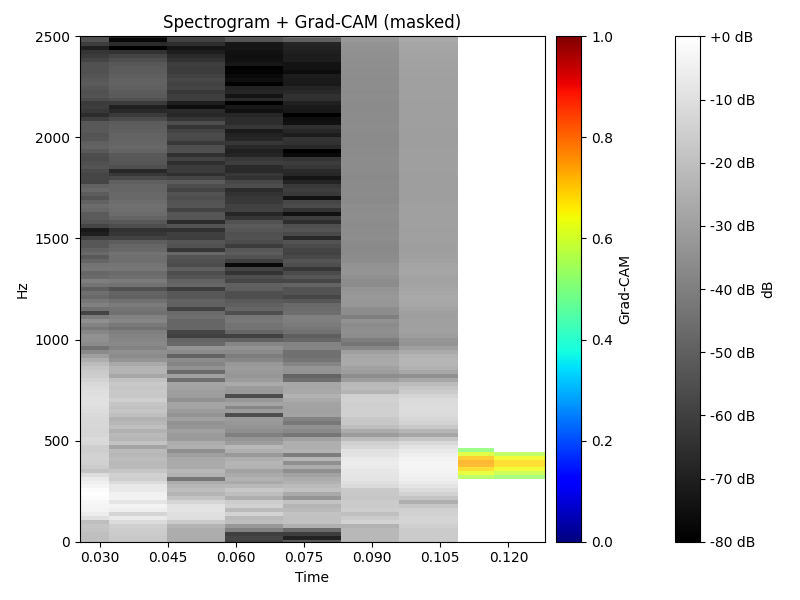 Spectrogram + Grad-CAM (masked)
2500
2000
1500
1000
500
0
Hz
0.030 0.045 0.060 0.075 0.090 0.105 0.120
Time
1.0
0.8
0.6
0.4
0.2
0.0
Grad-CAM
+0 dB
-10 dB
-20 dB
-30 dB
-40 dB
-50 dB
-60 dB
-70 dB
-80 dB
dB